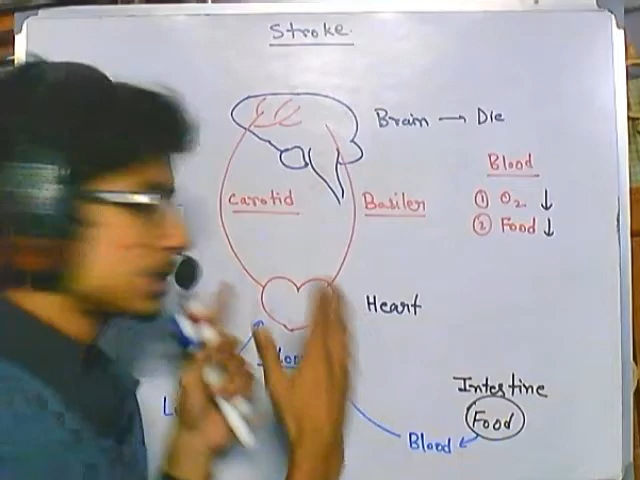 Stroke
Brain → Die
Blood
① O₂ ↓
② Food ↓
Carotid
Basiler
Heart
Intestine
Food
Blood